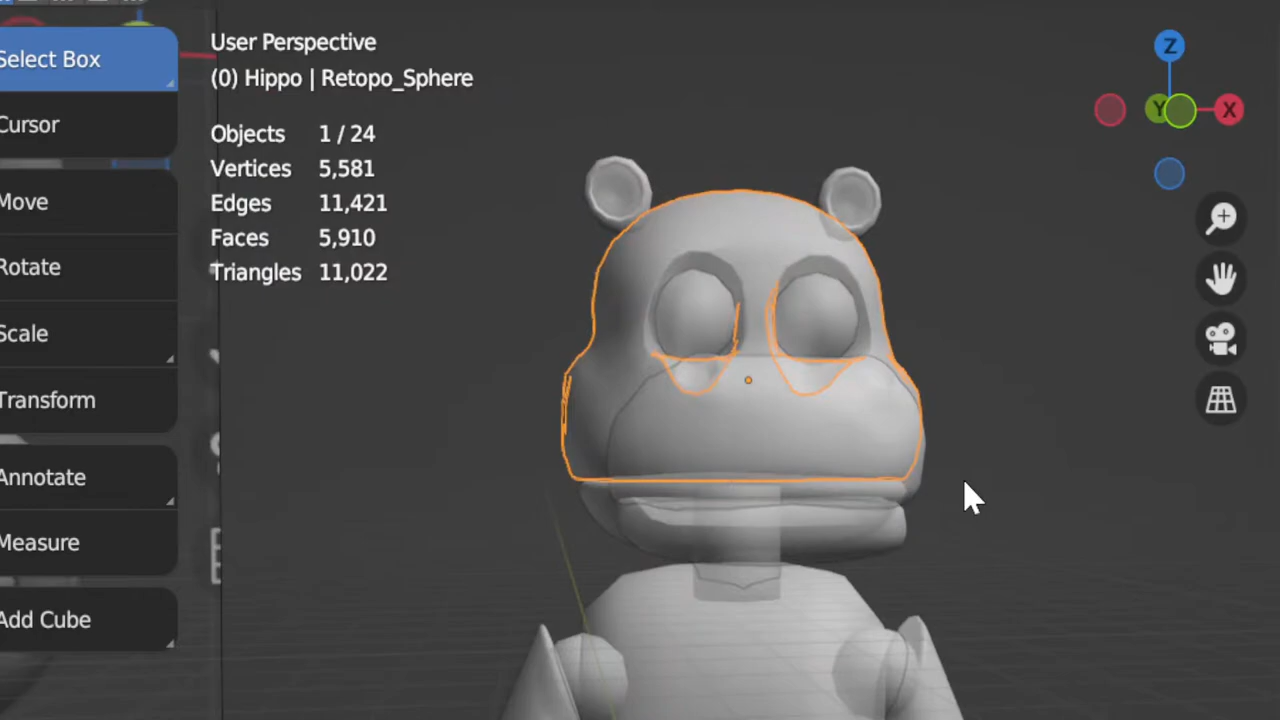 Select Box
Cursor
Move
Rotate
Scale
Transform
Annotate
Measure
Add Cube
User Perspective
(0) Hippo | Retopo_Sphere
Objects 1 / 24
Vertices 5,581
Edges 11,421
Faces 5,910
Triangles 11,022
Z
Y
X